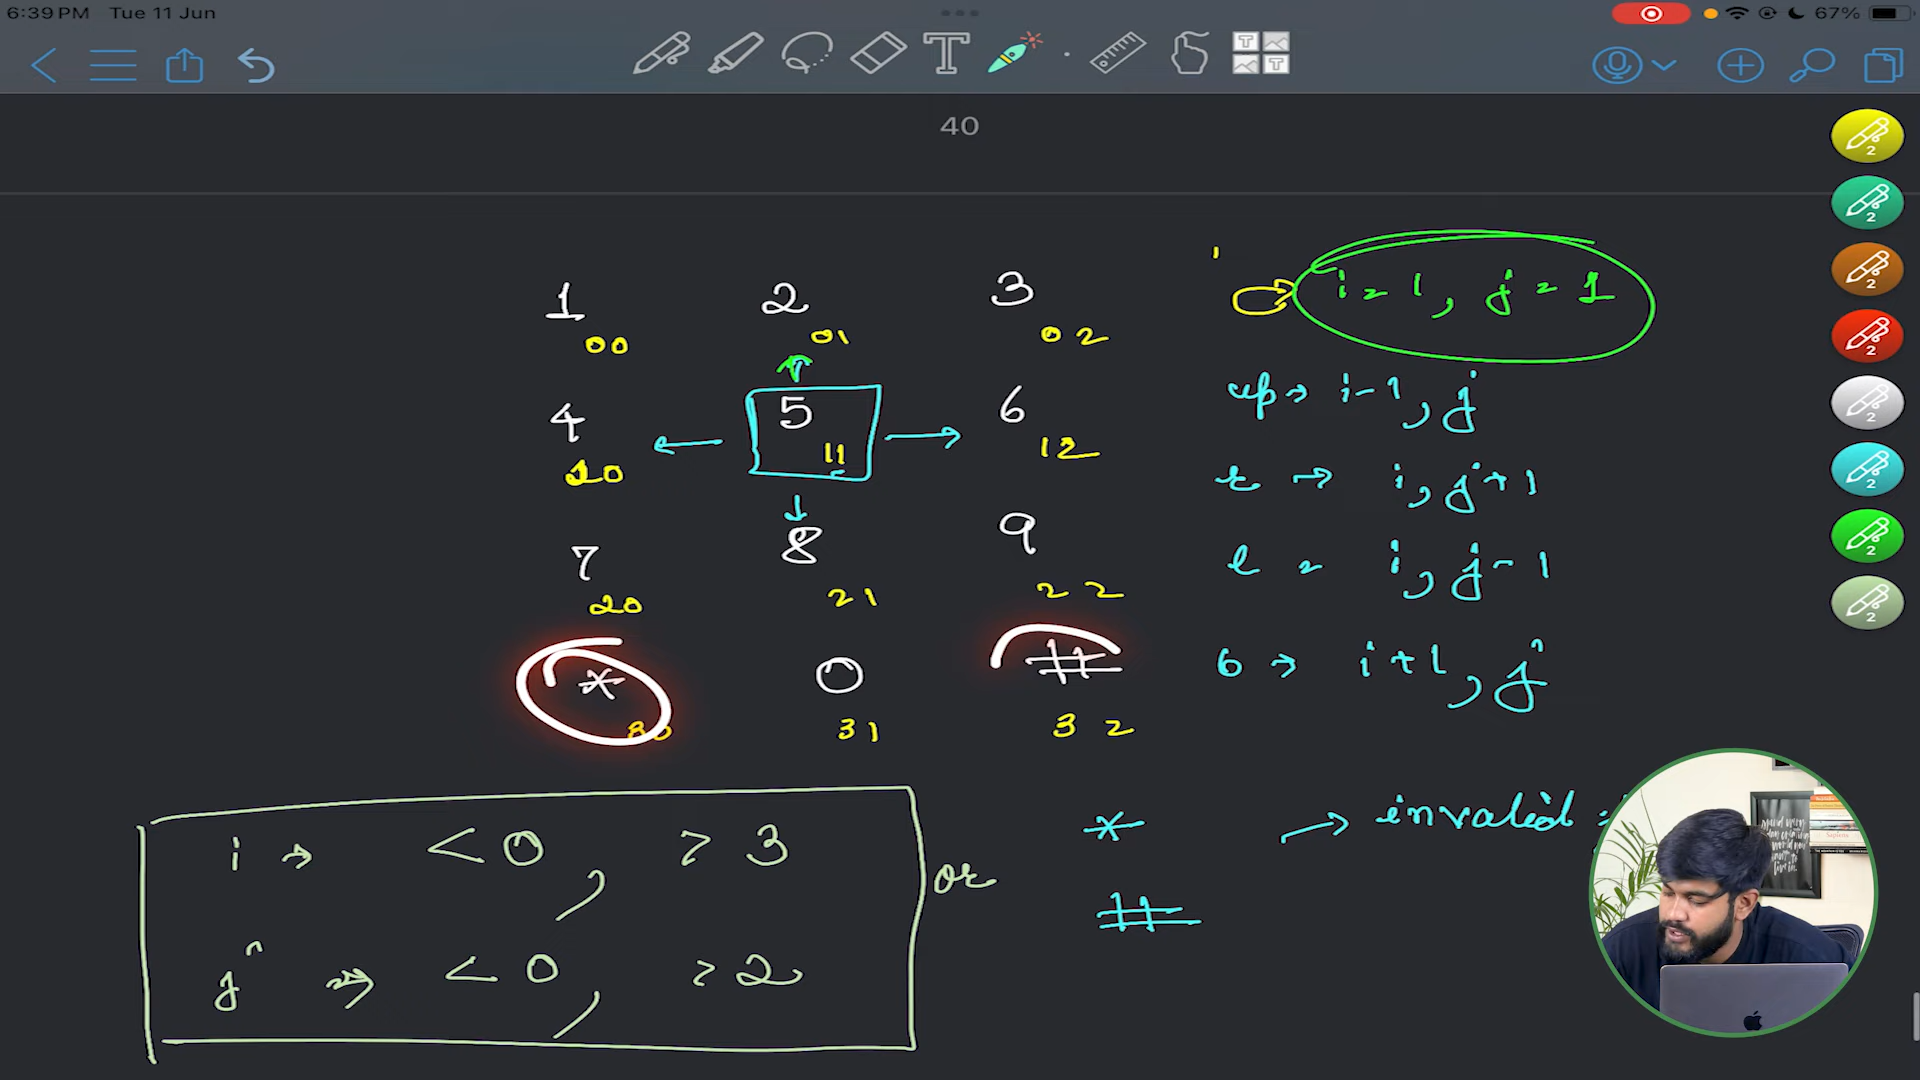 6:39 PM Tue 11 Jun
67%
40
1 2 3
00 01 02
4 5 6
10 11 12
7 8 9
20 21 22
* 0 #
30 31 32
i = 1, j = 1
up → i-1, j
r → i, j+1
l = i, j-1
b → i+1, j
* → invalid
#
i → < 0, > 3
j → < 0, > 2
or